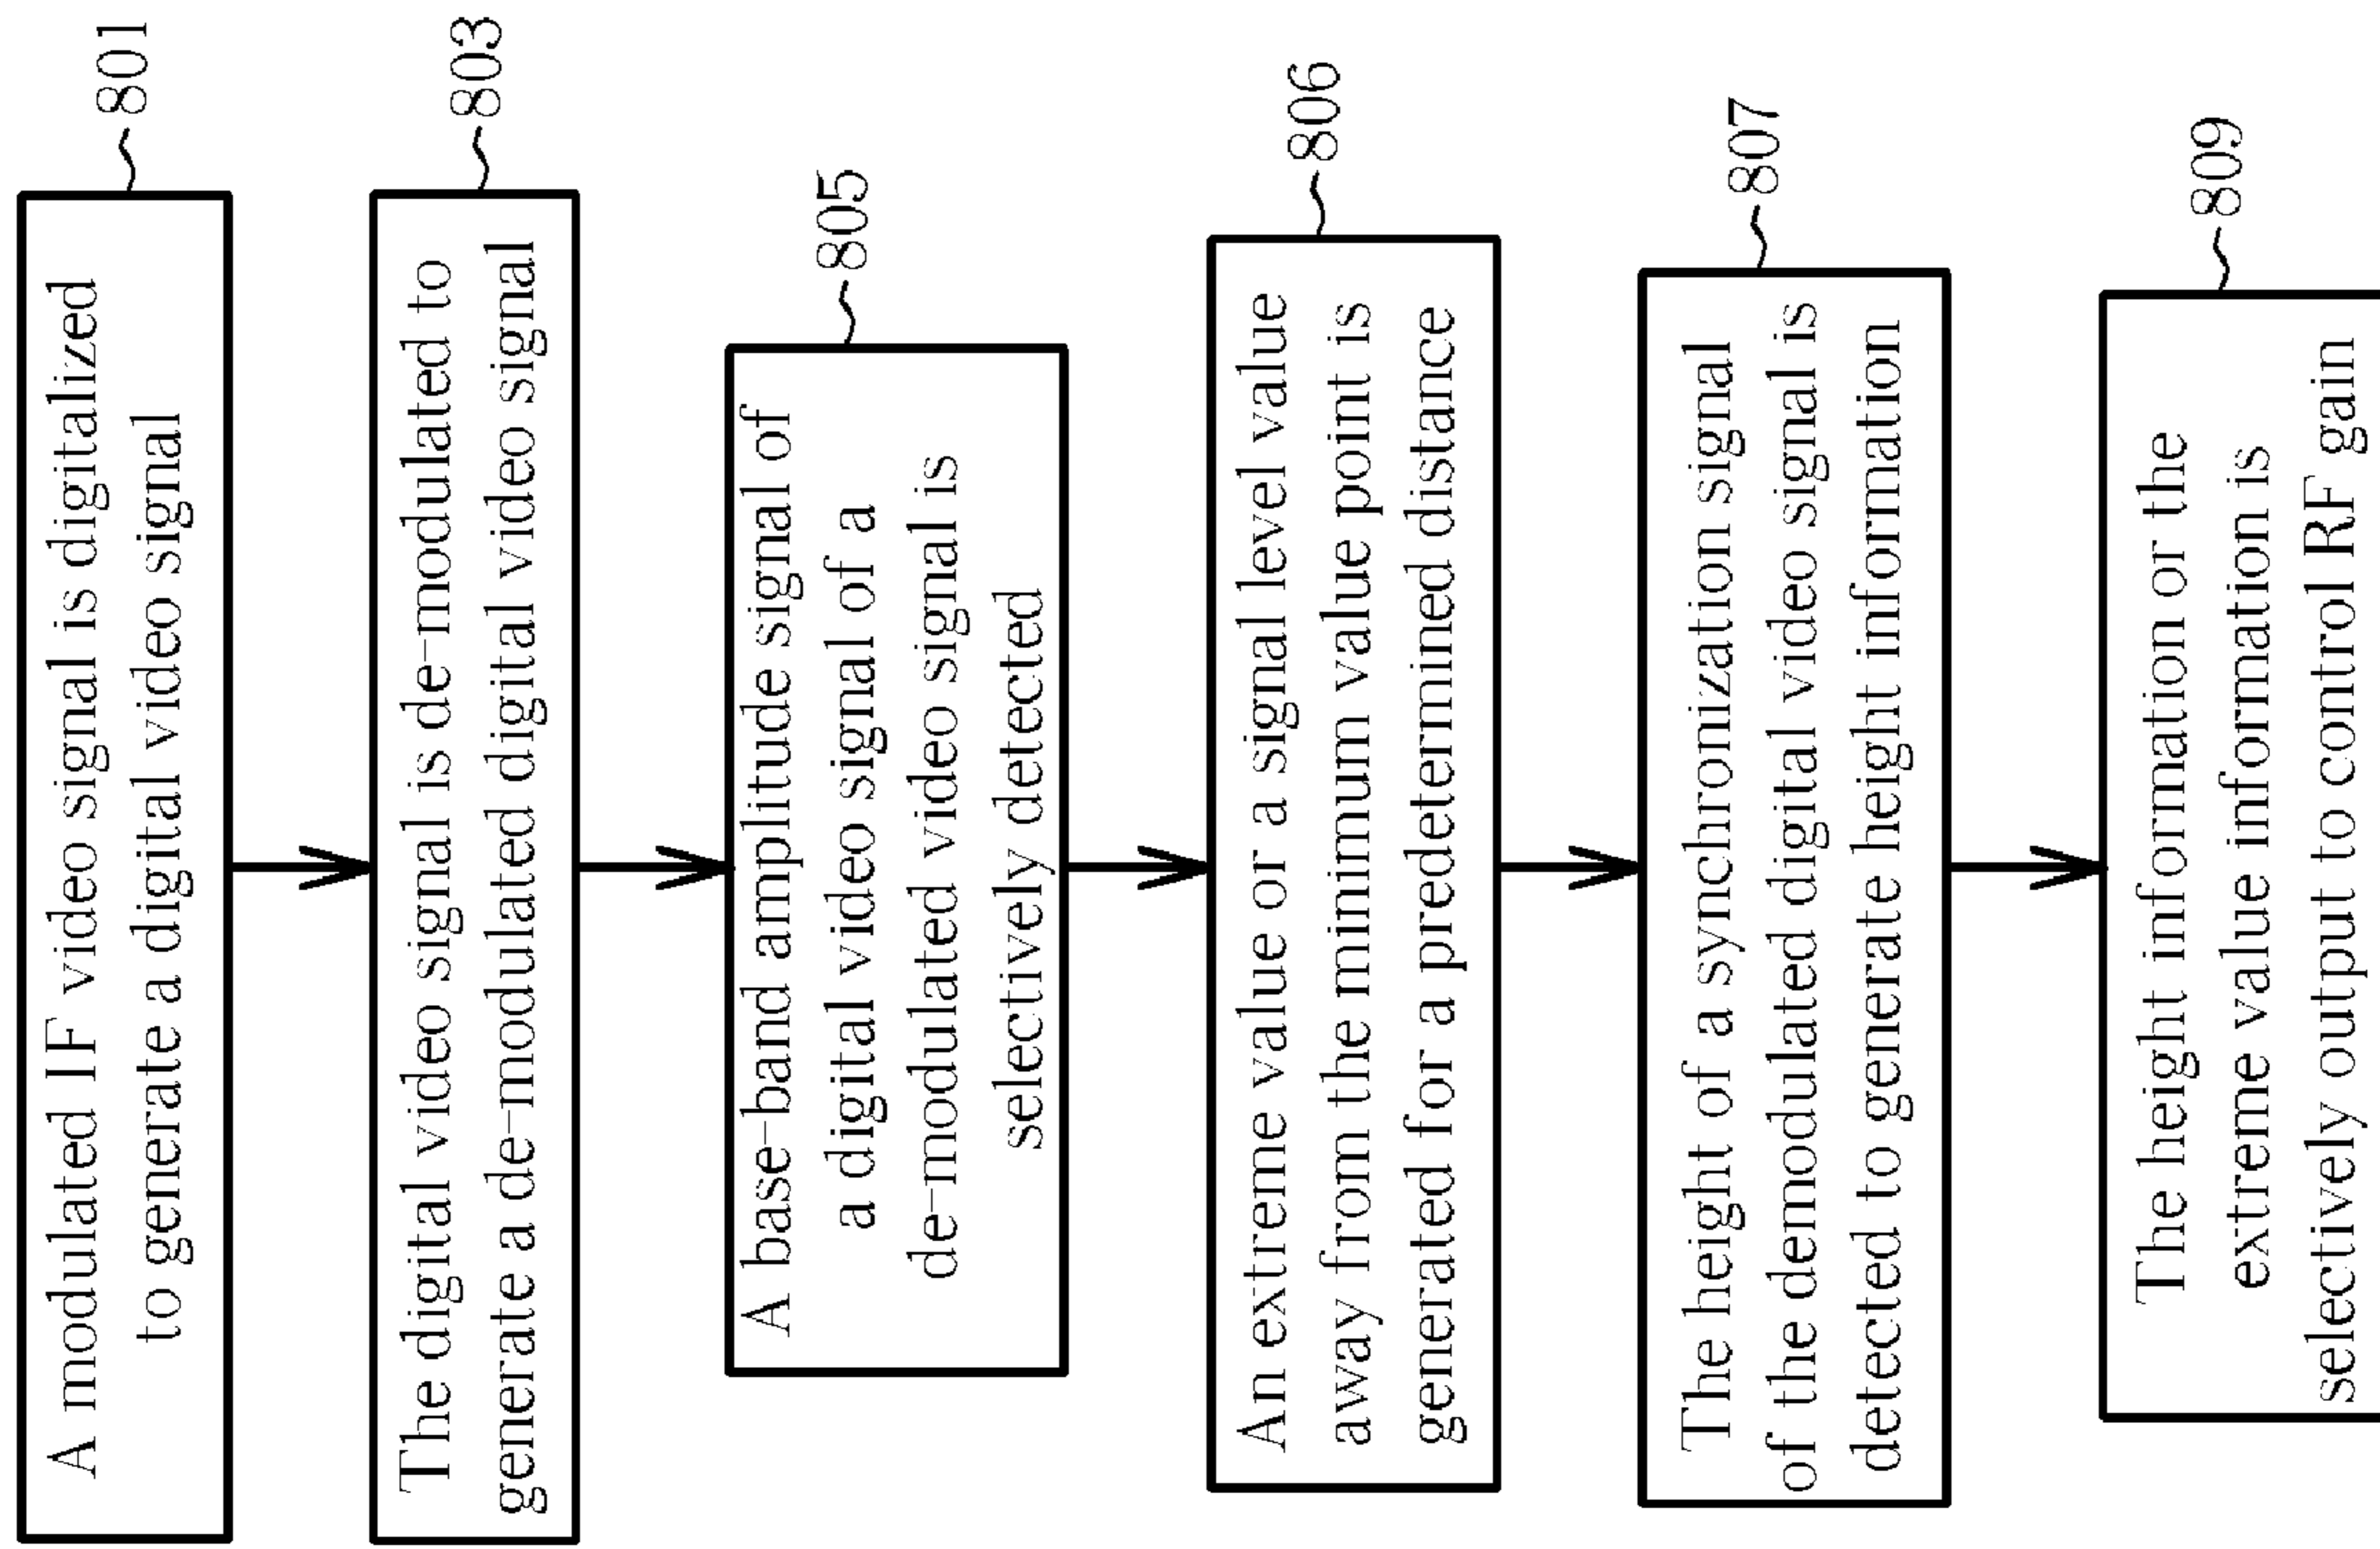 A modulated IF video signal is digitalized
to generate a digital video signal
801
The digital video signal is de-modulated to
generate a de-modulated digital video signal
803
A base-band amplitude signal of
a digital video signal of a
de-modulated video signal is
selectively detected
805
An extreme value or a signal level value
away from the minimum value point is
generated for a predetermined distance
806
The height of a synchronization signal
of the demodulated digital video signal is
detected to generate height information
807
The height information or the
extreme value information is
selectively output to control RF gain
809